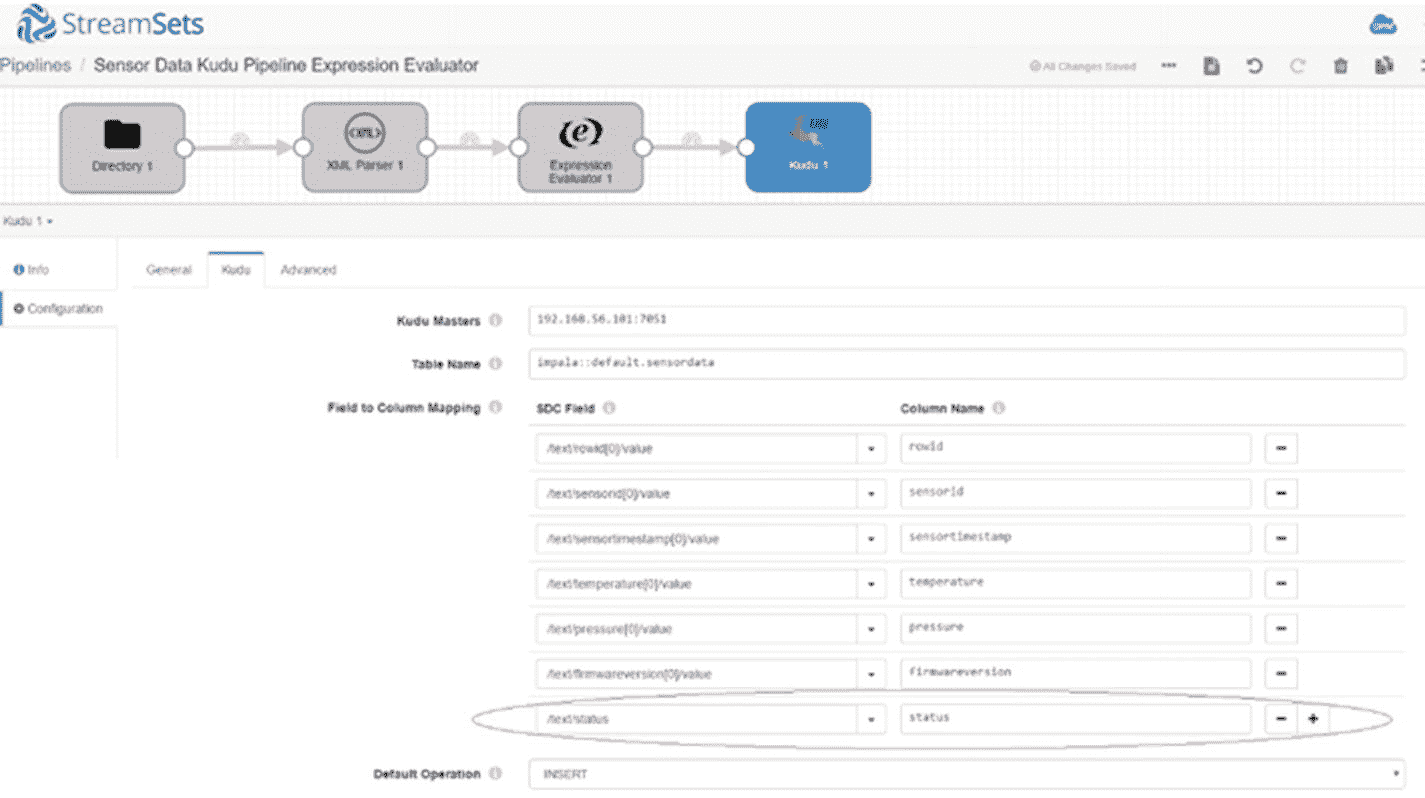 StreamSets
Pipelines / Sensor Data Kudu Pipeline Expression Evaluator
All Changes Saved
Directory 1
XML Parser 1
Expression Evaluator 1
Kudu 1
Kudu 1
Info
Configuration
General Kudu Advanced
Kudu Masters 192.168.56.101:7051
Table Name impala::default.sensordata
Field to Column Mapping SDC Field Column Name
/text/rowid[0]/value rowid
/text/sensorid[0]/value sensorid
/text/sensortimestamp[0]/value sensortimestamp
/text/temperature[0]/value temperature
/text/pressure[0]/value pressure
/text/firmwareversion[0]/value firmwareversion
/text/status status
Default Operation INSERT